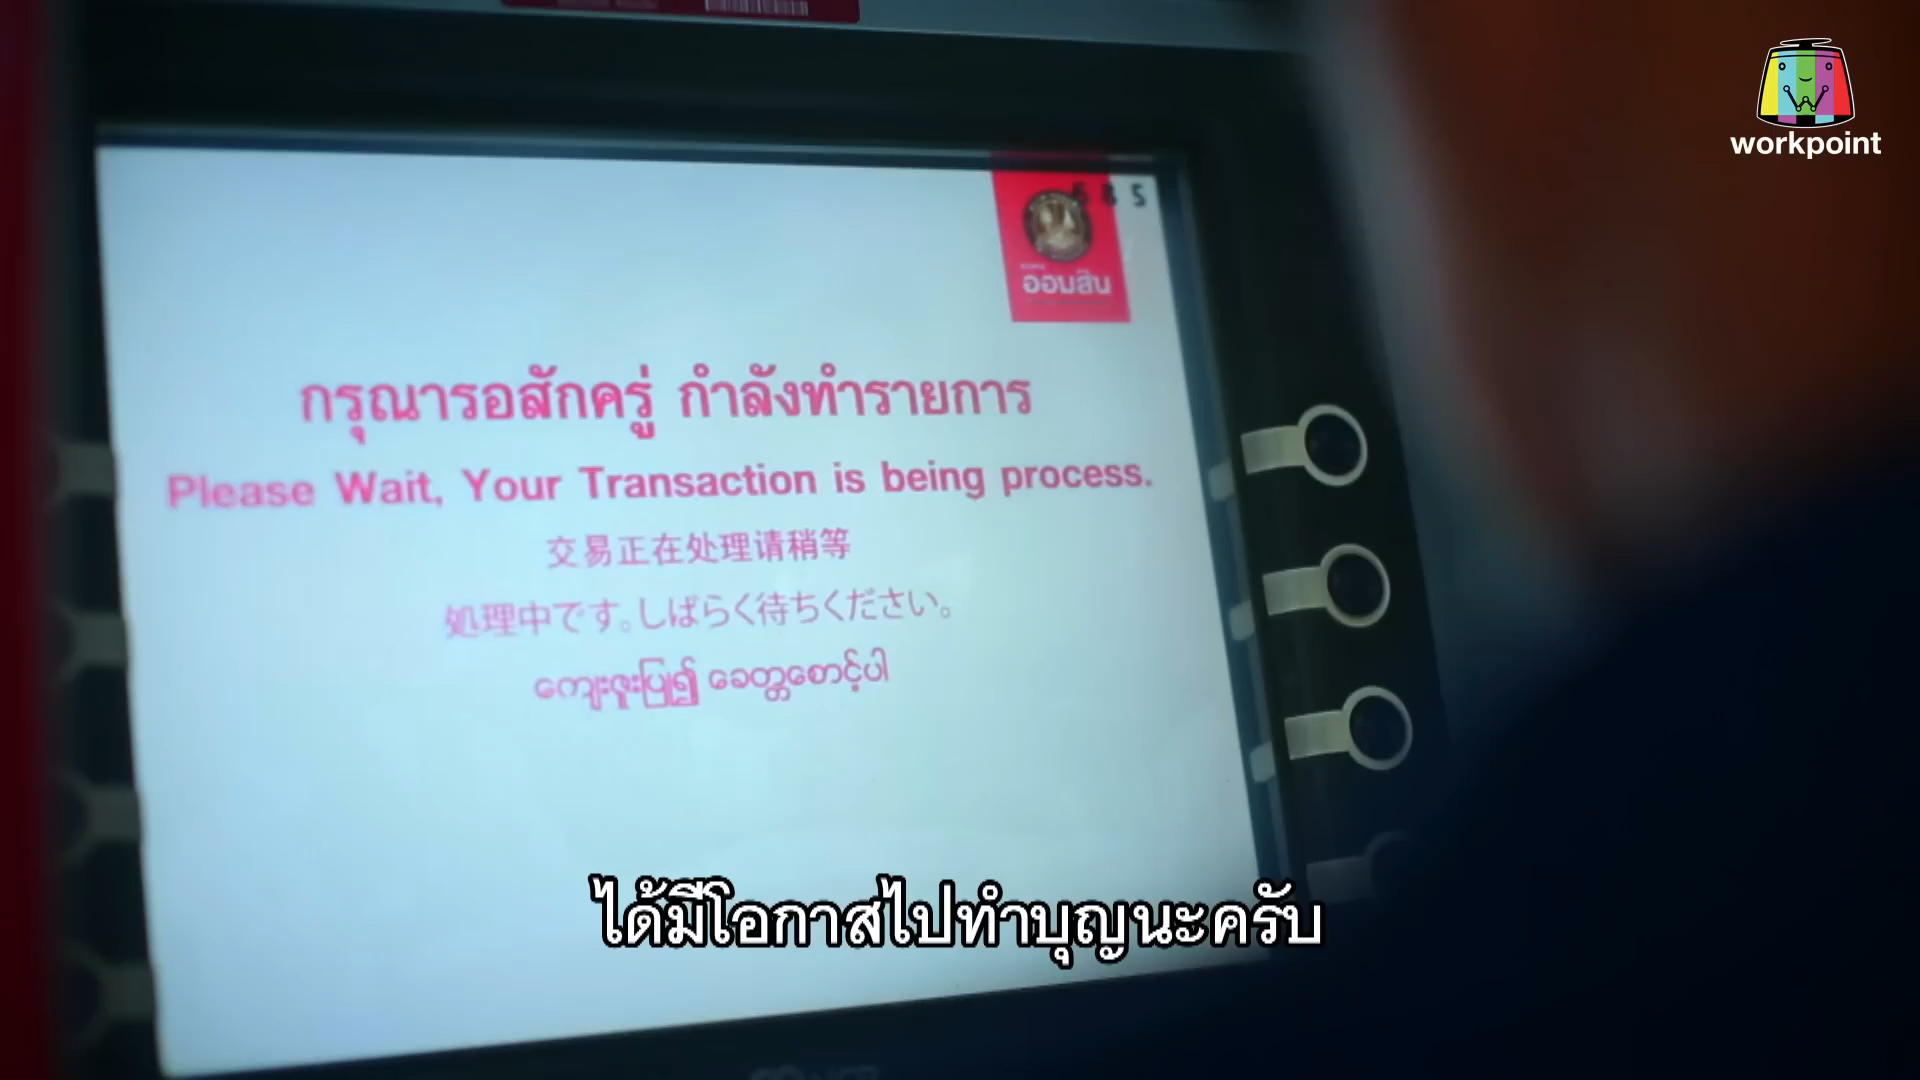 workpoint
5
ออมสิน
กรุณารอสักครู่ กำลังทำรายการ
Please Wait, Your Transaction is being process.
交易正在处理请稍等
処理中です。しばらく待ちください。
ကျေးဇူးပြု၍ ခေတ္တစောင့်ပါ
ได้มีโอกาสไปทำบุญนะครับ